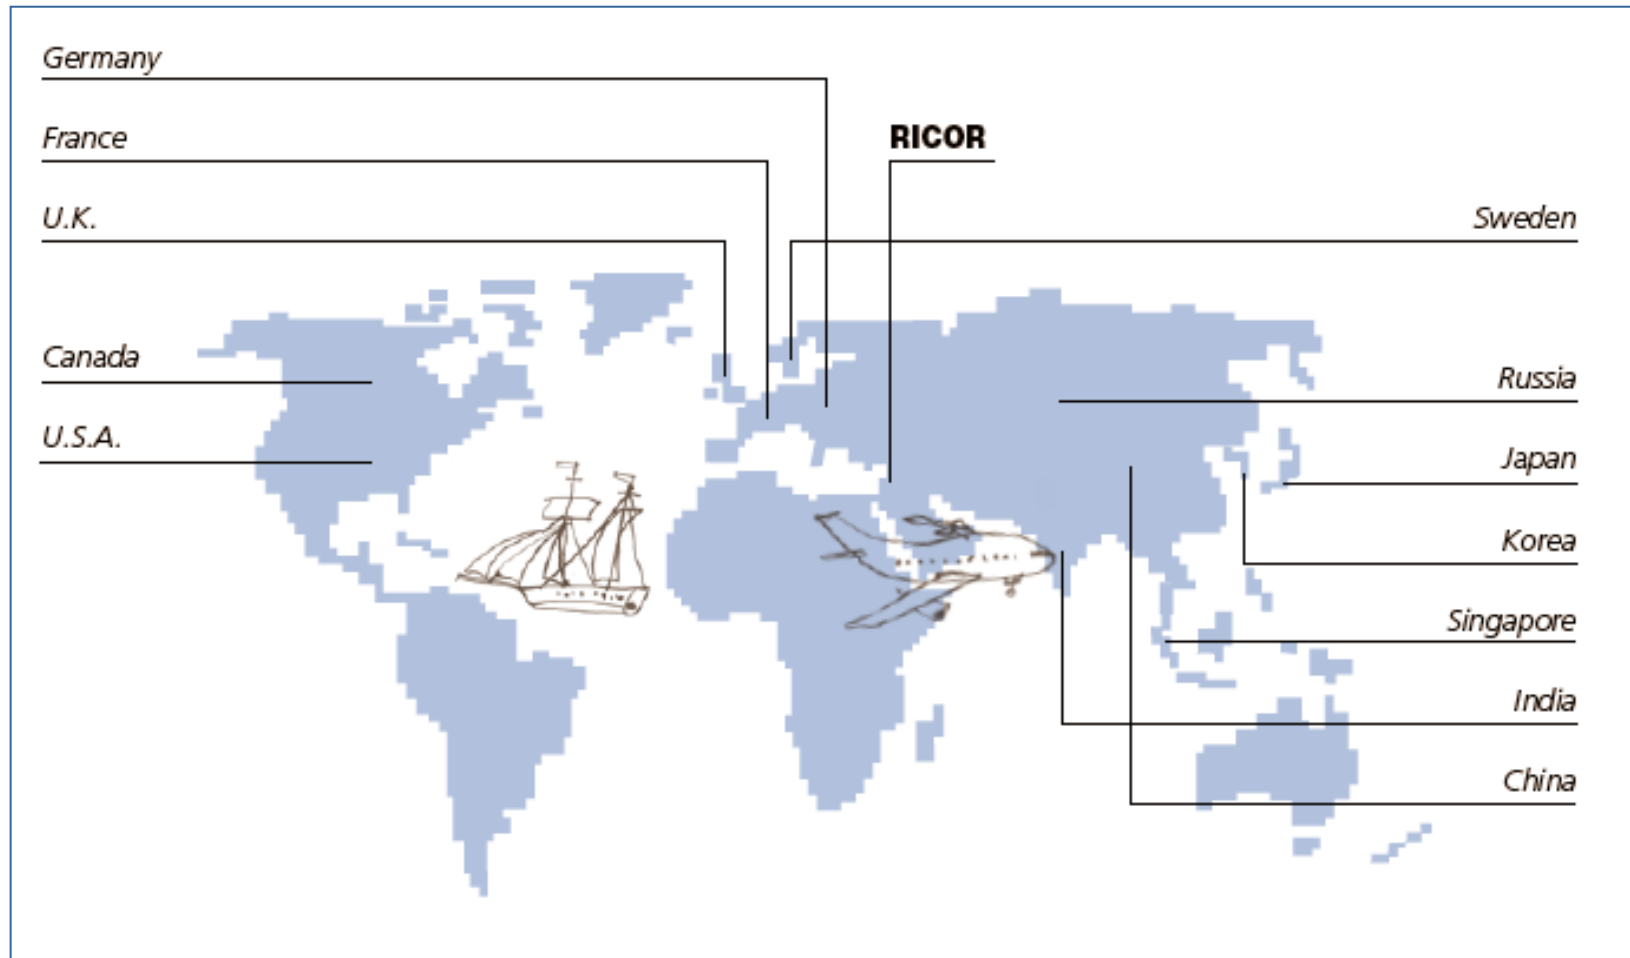 Germany
France
RICOR
U.K.
Sweden
Canada
Russia
U.S.A.
Japan
Korea
Singapore
India
China